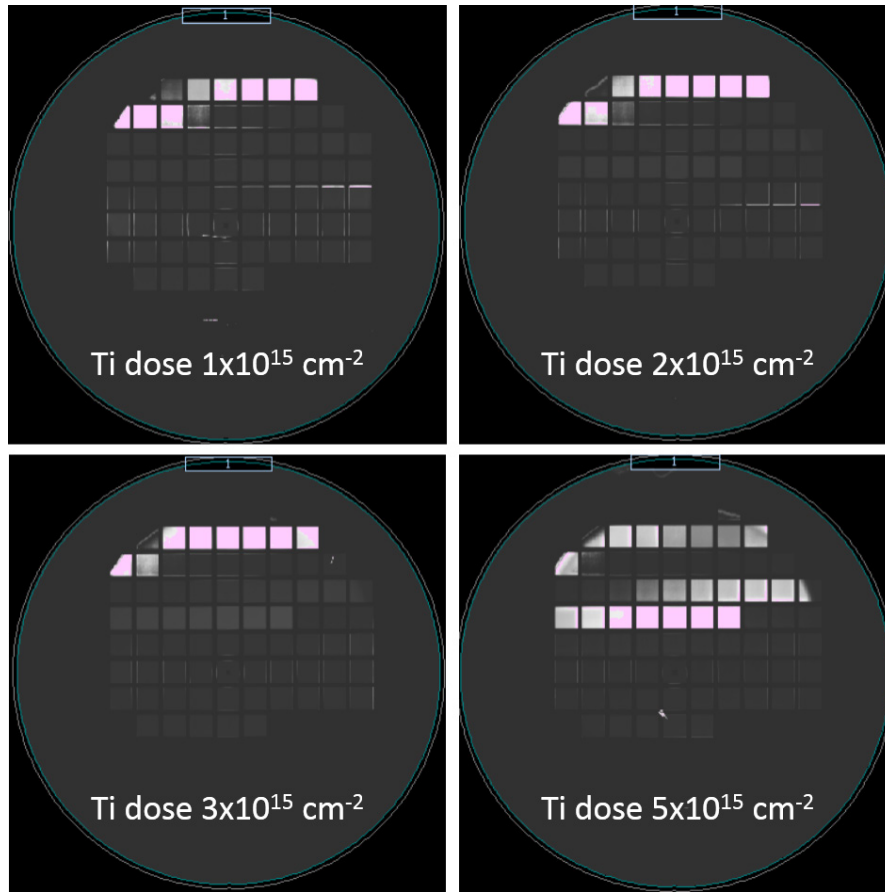 1
1
Ti dose 1x10¹⁵ cm⁻²
Ti dose 2x10¹⁵ cm⁻²
1
1
Ti dose 3x10¹⁵ cm⁻²
Ti dose 5x10¹⁵ cm⁻²